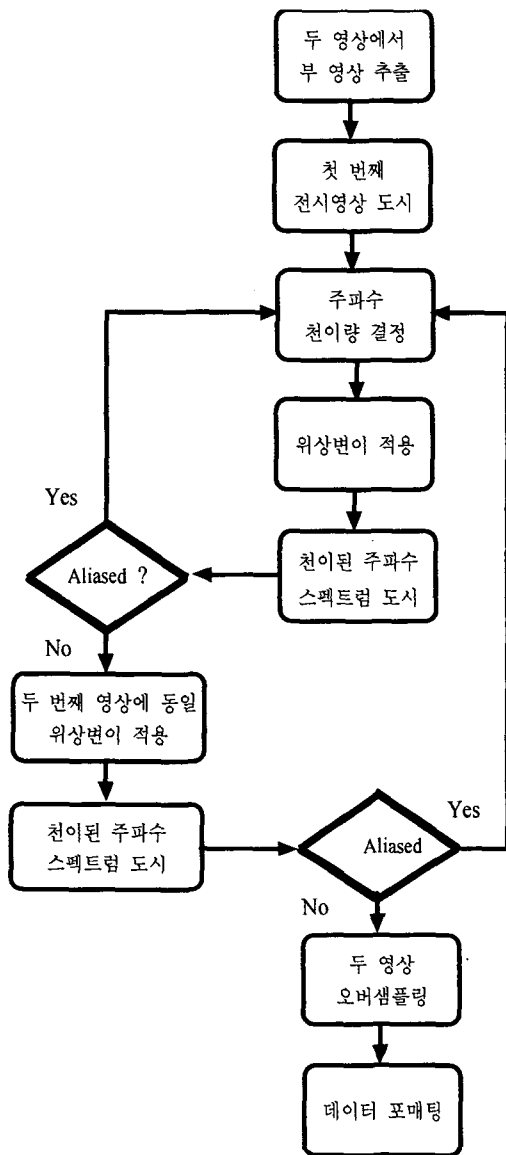 두 영상에서
부 영상 추출
첫 번째
전시영상 도시
주파수
천이량 결정
위상변이 적용
Yes
Aliased ?
천이된 주파수
스펙트럼 도시
No
두 번째 영상에 동일
위상변이 적용
천이된 주파수
스펙트럼 도시
Aliased
Yes
No
두 영상
오버샘플링
데이터 포매팅